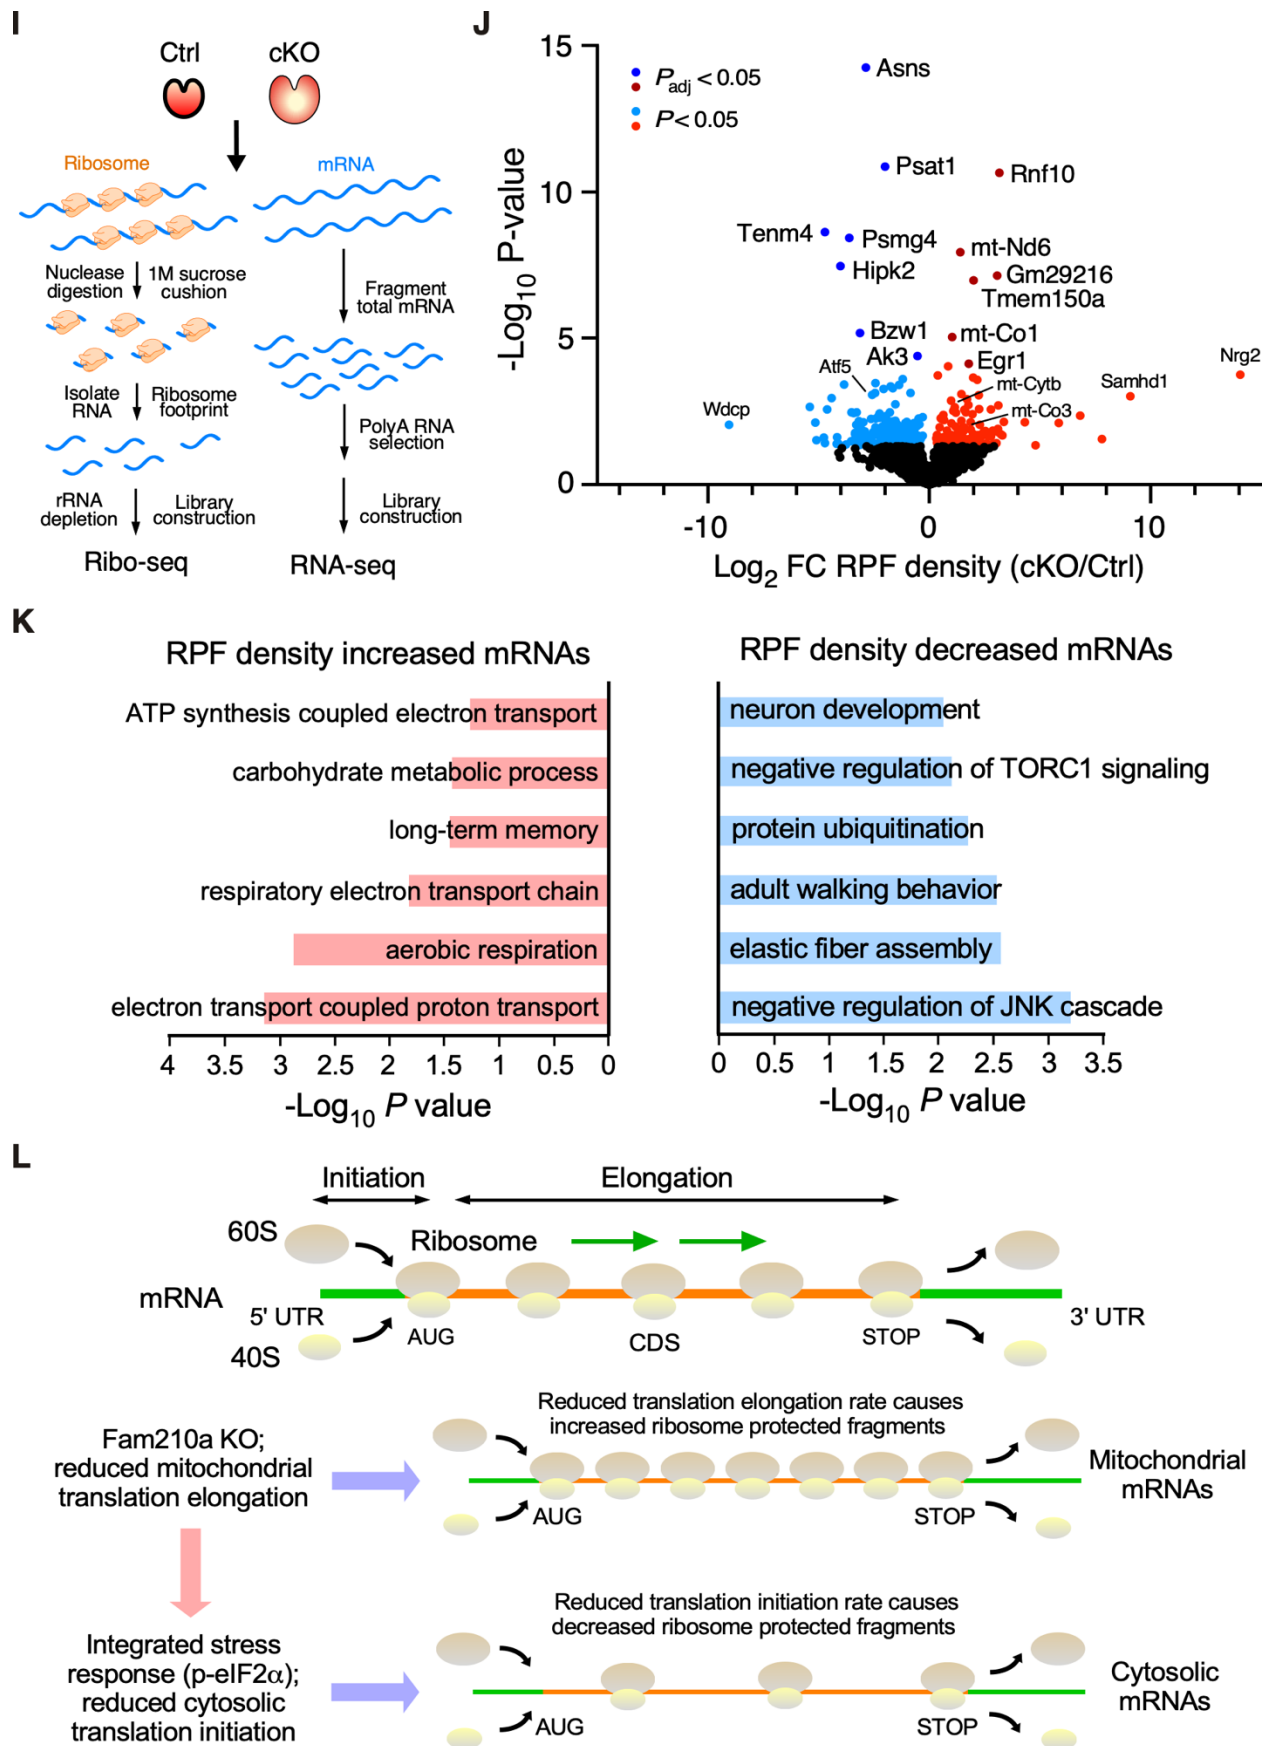 I
Ctrl
cKO
Ribosome
mRNA
Nuclease
digestion
1M sucrose
cushion
Fragment
total mRNA
Isolate
RNA
Ribosome
footprint
PolyA RNA
selection
rRNA
depletion
Library
construction
Library
construction
Ribo-seq
RNA-seq
J
15
10
5
0
-Log10 P-value
Padj < 0.05
P < 0.05
Asns
Psat1
Rnf10
Tenm4
Psmg4
mt-Nd6
Hipk2
Gm29216
Tmem150a
Bzw1
mt-Co1
Ak3
Egr1
Atf5
mt-Cytb
Nrg2
Samhd1
Wdcp
mt-Co3
-10
0
10
Log2 FC RPF density (cKO/Ctrl)
K
RPF density increased mRNAs
ATP synthesis coupled electron transport
carbohydrate metabolic process
long-term memory
respiratory electron transport chain
aerobic respiration
electron transport coupled proton transport
4 3.5 3 2.5 2 1.5 1 0.5 0
-Log10 P value
RPF density decreased mRNAs
neuron development
negative regulation of TORC1 signaling
protein ubiquitination
adult walking behavior
elastic fiber assembly
negative regulation of JNK cascade
0 0.5 1 1.5 2 2.5 3 3.5
-Log10 P value
L
Initiation
Elongation
60S
Ribosome
mRNA
5' UTR
3' UTR
40S
AUG
CDS
STOP
Fam210a KO;
reduced mitochondrial
translation elongation
Reduced translation elongation rate causes
increased ribosome protected fragments
AUG
STOP
Mitochondrial
mRNAs
Integrated stress
response (p-eIF2α);
reduced cytosolic
translation initiation
Reduced translation initiation rate causes
decreased ribosome protected fragments
AUG
STOP
Cytosolic
mRNAs